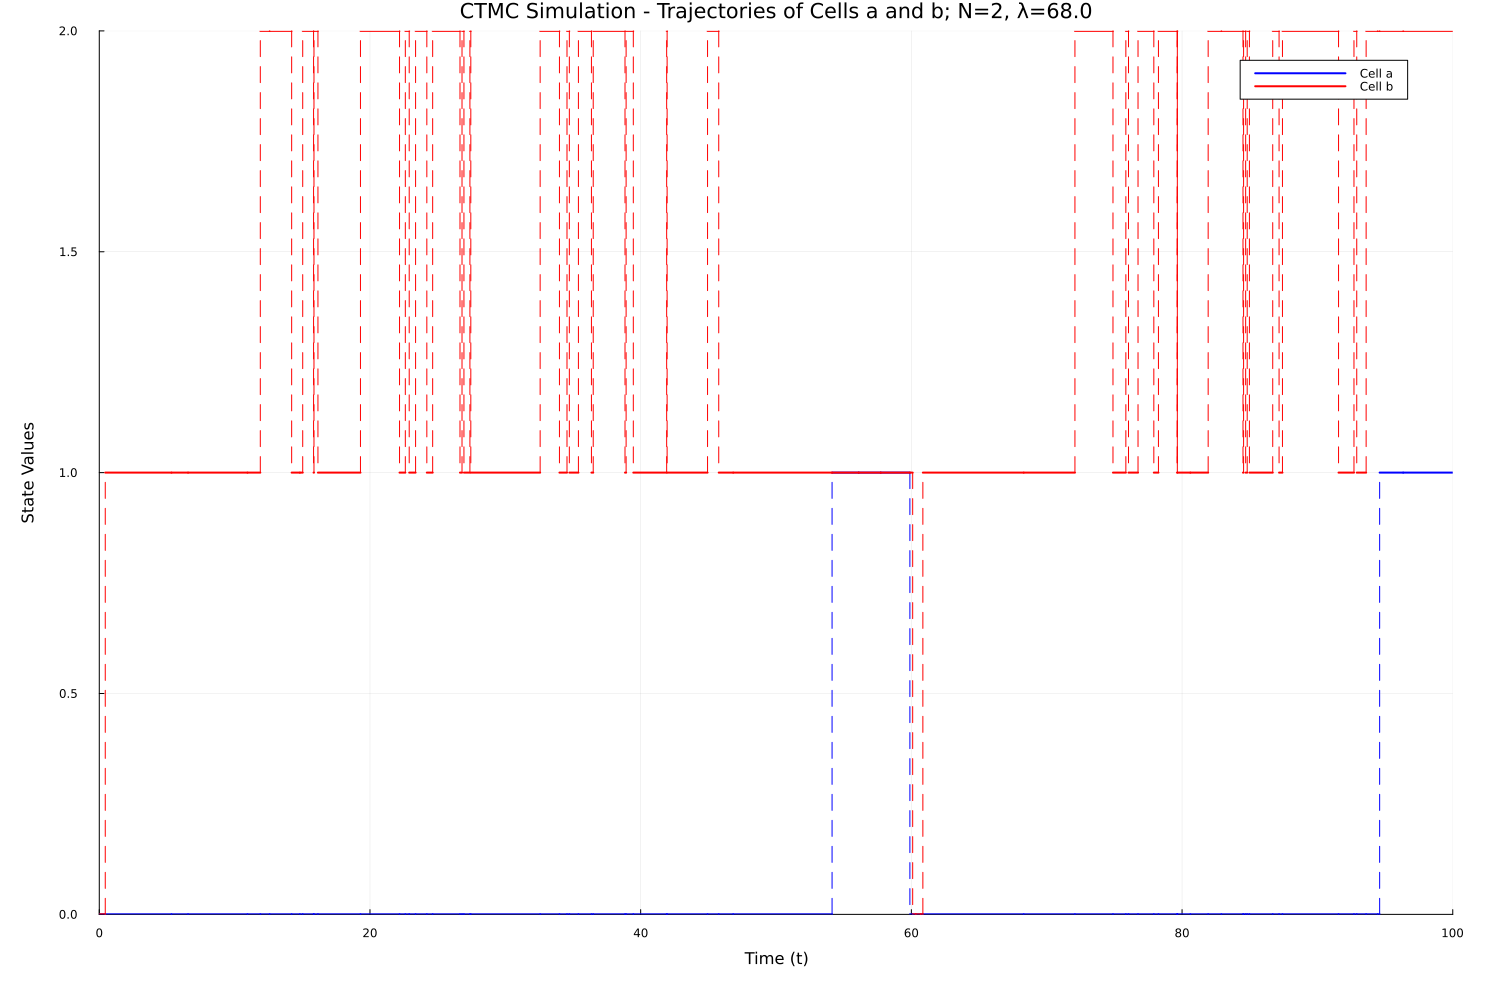 CTMC Simulation - Trajectories of Cells a and b; N=2, λ=68.0
2.0
Cell a
Cell b
1.5
State Values
1.0
0.5
0.0
0 20 40 60 80 100
Time (t)